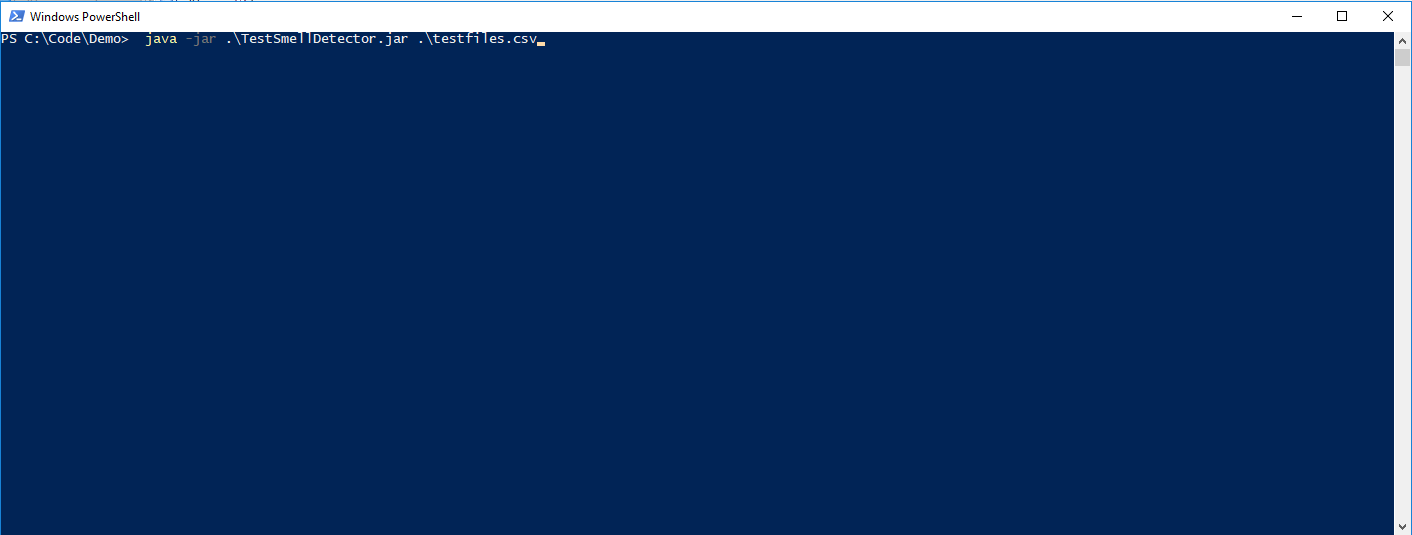 Windows PowerShell
PS C:\Code\Demo>  java -jar .\TestSmellDetector.jar .\testfiles.csv